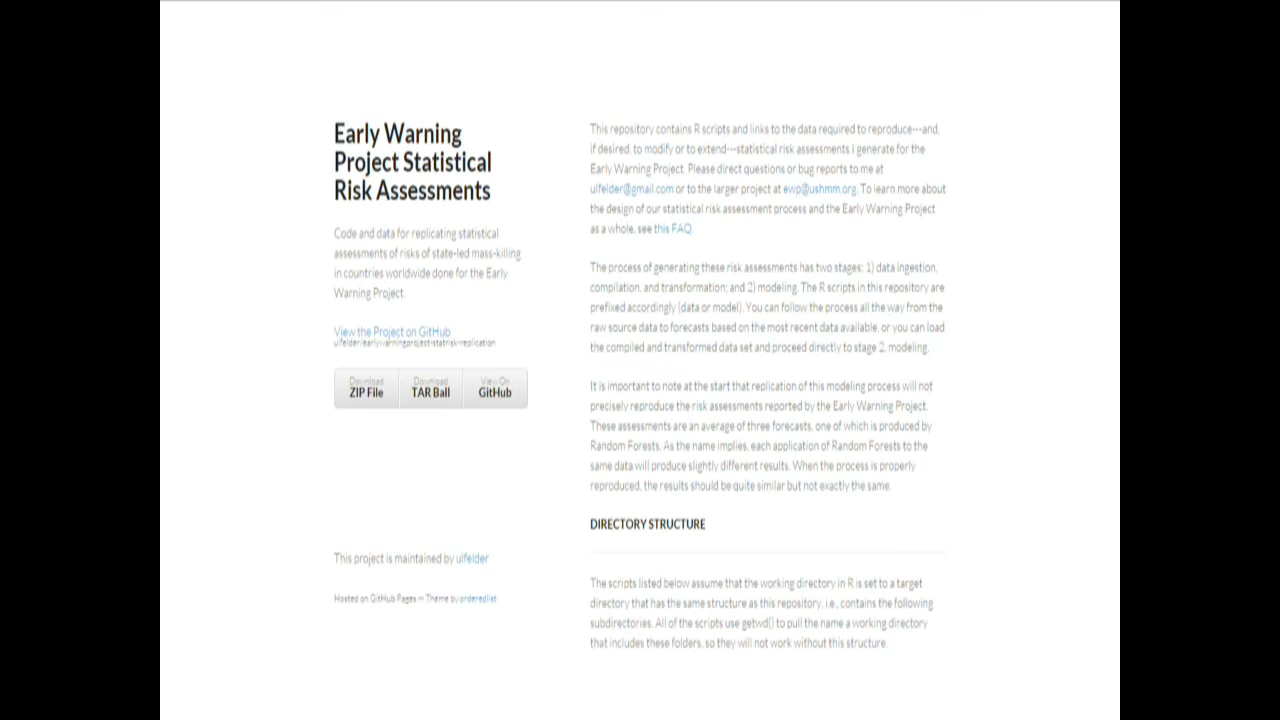 Early Warning
Project Statistical
Risk Assessments
Code and data for replicating statistical
assessments of risks of state-led mass-killing
in countries worldwide done for the Early
Warning Project.
View the Project on GitHub
ulfelder/earlywarningproject-statrisk-replication
Download
ZIP File
Download
TAR Ball
View On
GitHub
This project is maintained by ulfelder
Hosted on GitHub Pages — Theme by orderedlist
This repository contains R scripts and links to the data required to reproduce---and,
if desired, to modify or to extend---statistical risk assessments I generate for the
Early Warning Project. Please direct questions or bug reports to me at
ulfelder@gmail.com or to the larger project at ewp@ushmm.org. To learn more about
the design of our statistical risk assessment process and the Early Warning Project
as a whole, see this FAQ.
The process of generating these risk assessments has two stages: 1) data ingestion,
compilation, and transformation; and 2) modeling. The R scripts in this repository are
prefixed accordingly (data or model). You can follow the process all the way from the
raw source data to forecasts based on the most recent data available, or you can load
the compiled and transformed data set and proceed directly to stage 2, modeling.
It is important to note at the start that replication of this modeling process will not
precisely reproduce the risk assessments reported by the Early Warning Project.
These assessments are an average of three forecasts, one of which is produced by
Random Forests. As the name implies, each application of Random Forests to the
same data will produce slightly different results. When the process is properly
reproduced, the results should be quite similar but not exactly the same.
DIRECTORY STRUCTURE
The scripts listed below assume that the working directory in R is set to a target
directory that has the same structure as this repository, i.e., contains the following
subdirectories. All of the scripts use getwd() to pull the name a working directory
that includes these folders, so they will not work without this structure.